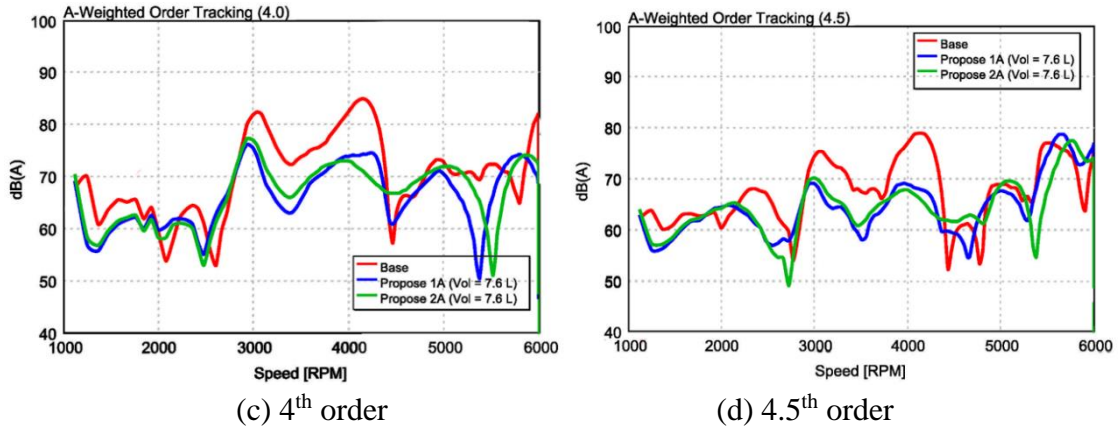 A-Weighted Order Tracking (4.0)
100
90
80
70
60
50
40
dB(A)
Base
Propose 1A (Vol = 7.6 L)
Propose 2A (Vol = 7.6 L)
1000 2000 3000 4000 5000 6000
Speed [RPM]
(c) 4th order
A-Weighted Order Tracking (4.5)
100
90
80
70
60
50
40
dB(A)
Base
Propose 1A (Vol = 7.6 L)
Propose 2A (Vol = 7.6 L)
1000 2000 3000 4000 5000 6000
Speed [RPM]
(d) 4.5th order